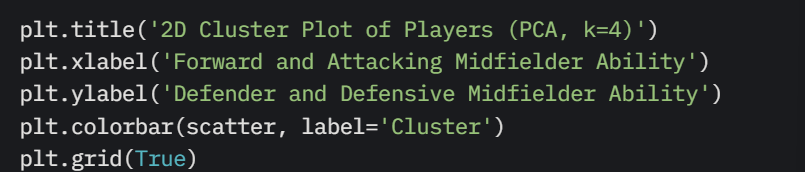 plt.title('2D Cluster Plot of Players (PCA, k=4)')
plt.xlabel('Forward and Attacking Midfielder Ability')
plt.ylabel('Defender and Defensive Midfielder Ability')
plt.colorbar(scatter, label='Cluster')
plt.grid(True)